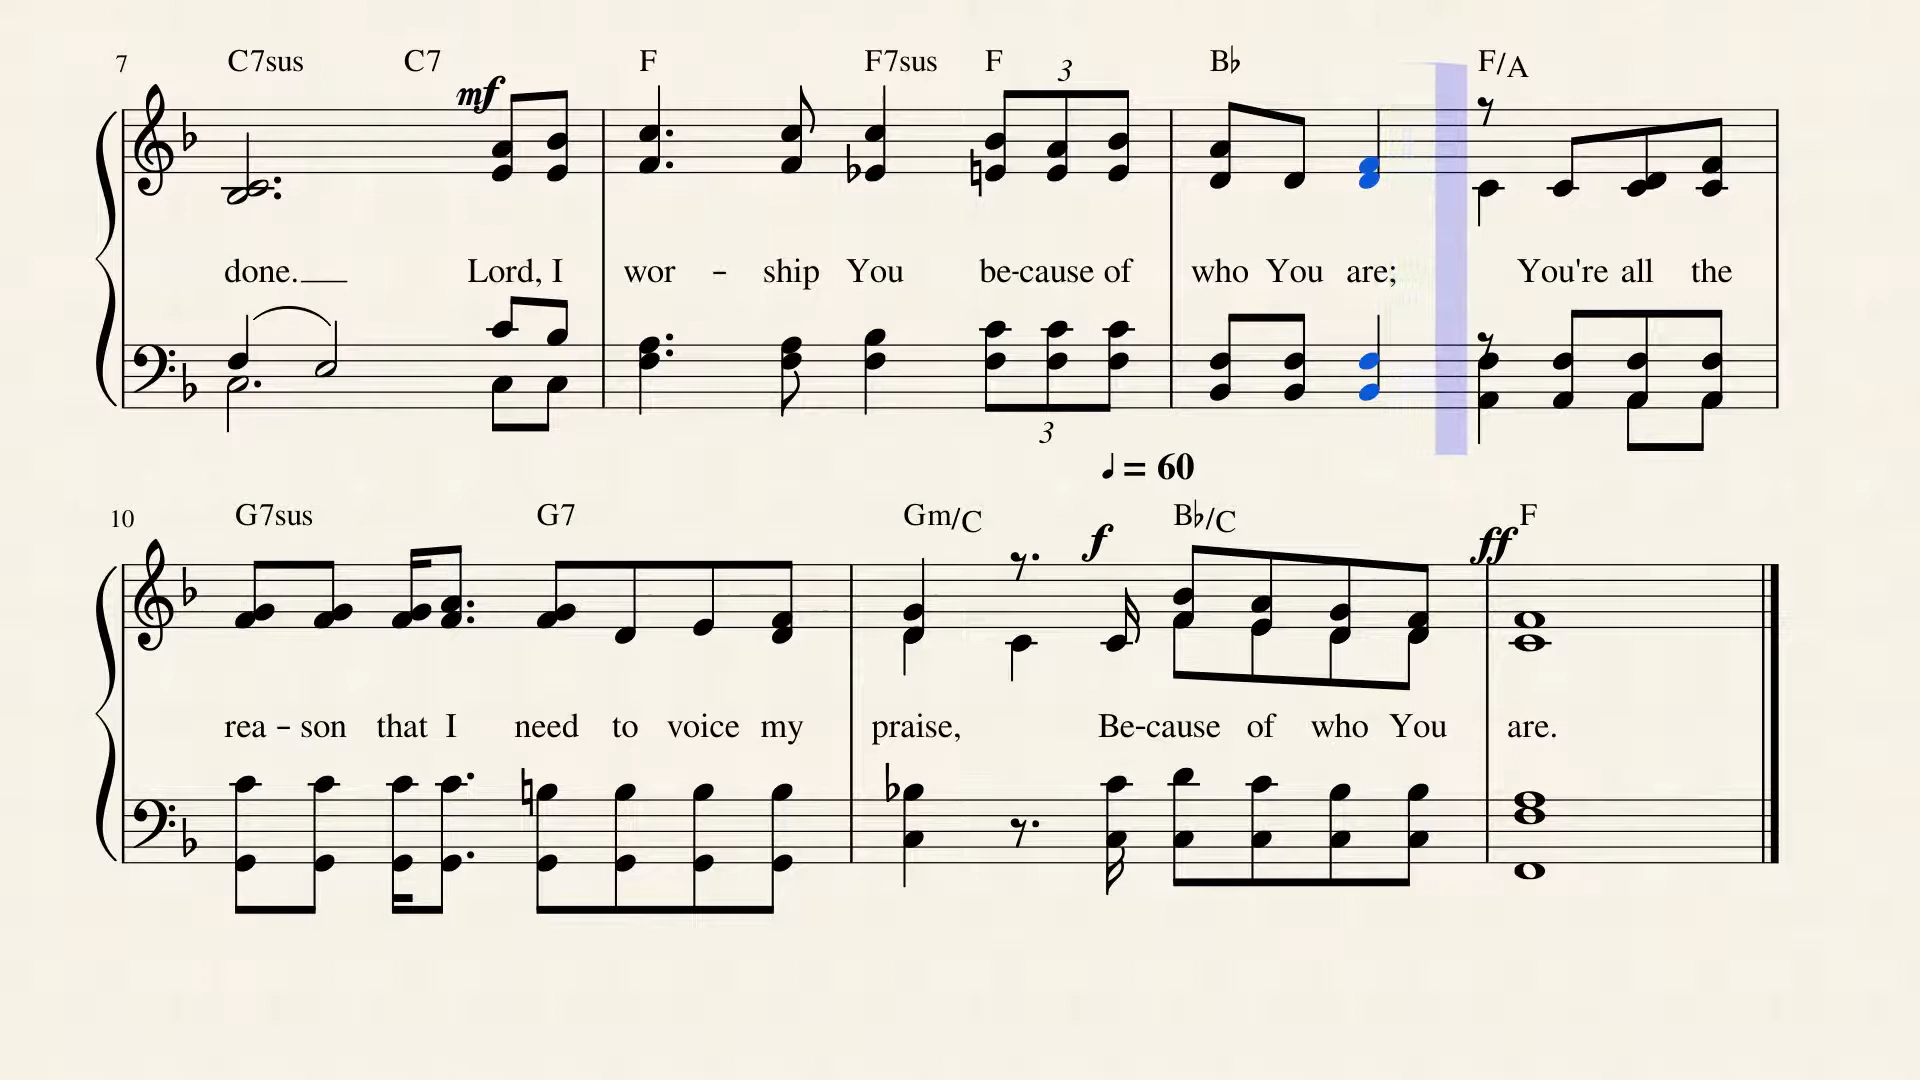 7 C7sus C7 F F7sus F 3 B♭ F/A
mf
done. Lord, I wor - ship You be-cause of who You are; You're all the
3
♩ = 60
10 G7sus G7 Gm/C B♭/C F
f ff
rea - son that I need to voice my praise, Be-cause of who You are.